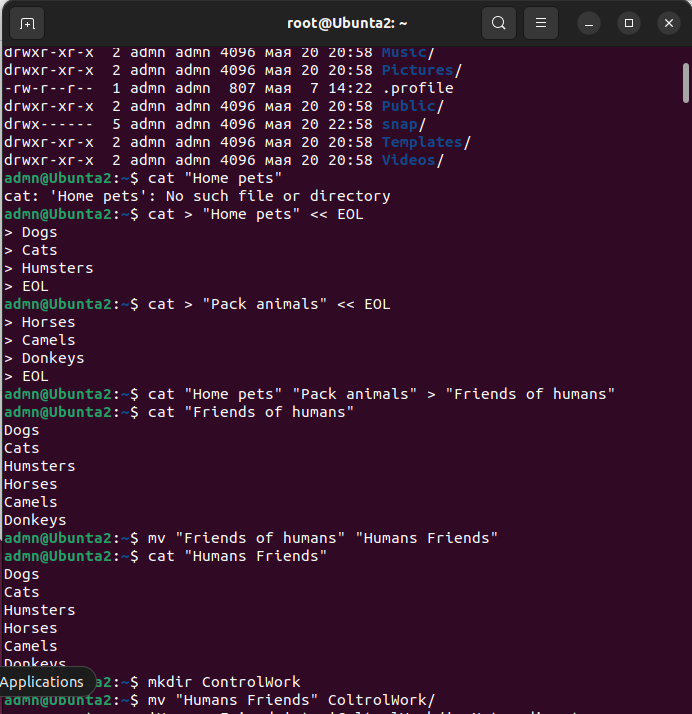 root@Ubunta2: ~
drwxr-xr-x 2 admn admn 4096 мая 20 20:58 Music/
drwxr-xr-x 2 admn admn 4096 мая 20 20:58 Pictures/
-rw-r--r-- 1 admn admn 807 мая 7 14:22 .profile
drwxr-xr-x 2 admn admn 4096 мая 20 20:58 Public/
drwx------ 5 admn admn 4096 мая 20 22:58 snap/
drwxr-xr-x 2 admn admn 4096 мая 20 20:58 Templates/
drwxr-xr-x 2 admn admn 4096 мая 20 20:58 Videos/
admn@Ubunta2:~$ cat "Home pets"
cat: 'Home pets': No such file or directory
admn@Ubunta2:~$ cat > "Home pets" << EOL
> Dogs
> Cats
> Humsters
> EOL
admn@Ubunta2:~$ cat > "Pack animals" << EOL
> Horses
> Camels
> Donkeys
> EOL
admn@Ubunta2:~$ cat "Home pets" "Pack animals" > "Friends of humans"
admn@Ubunta2:~$ cat "Friends of humans"
Dogs
Cats
Humsters
Horses
Camels
Donkeys
admn@Ubunta2:~$ mv "Friends of humans" "Humans Friends"
admn@Ubunta2:~$ cat "Humans Friends"
Dogs
Cats
Humsters
Horses
Camels
Donkeys
Applications a2:~$ mkdir ControlWork
admn@Ubunta2:~$ mv "Humans Friends" ColtrolWork/